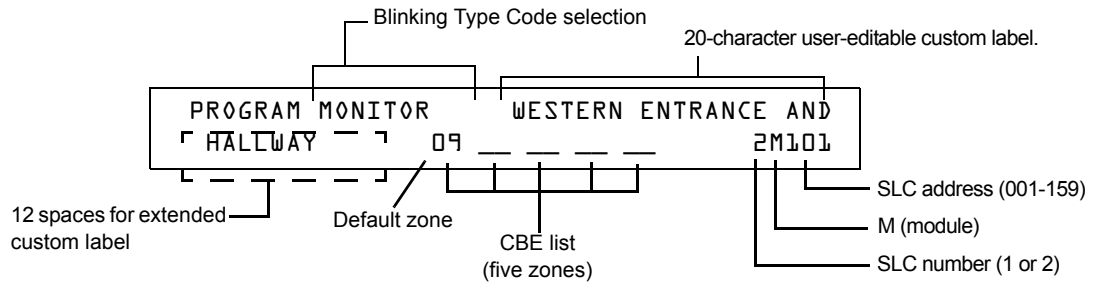 Blinking Type Code selection
20-character user-editable custom label.
PROGRAM MONITOR WESTERN ENTRANCE AND
HALLWAY 09 __ __ __ __ 2M101
12 spaces for extended
custom label
Default zone
CBE list
(five zones)
SLC address (001-159)
M (module)
SLC number (1 or 2)